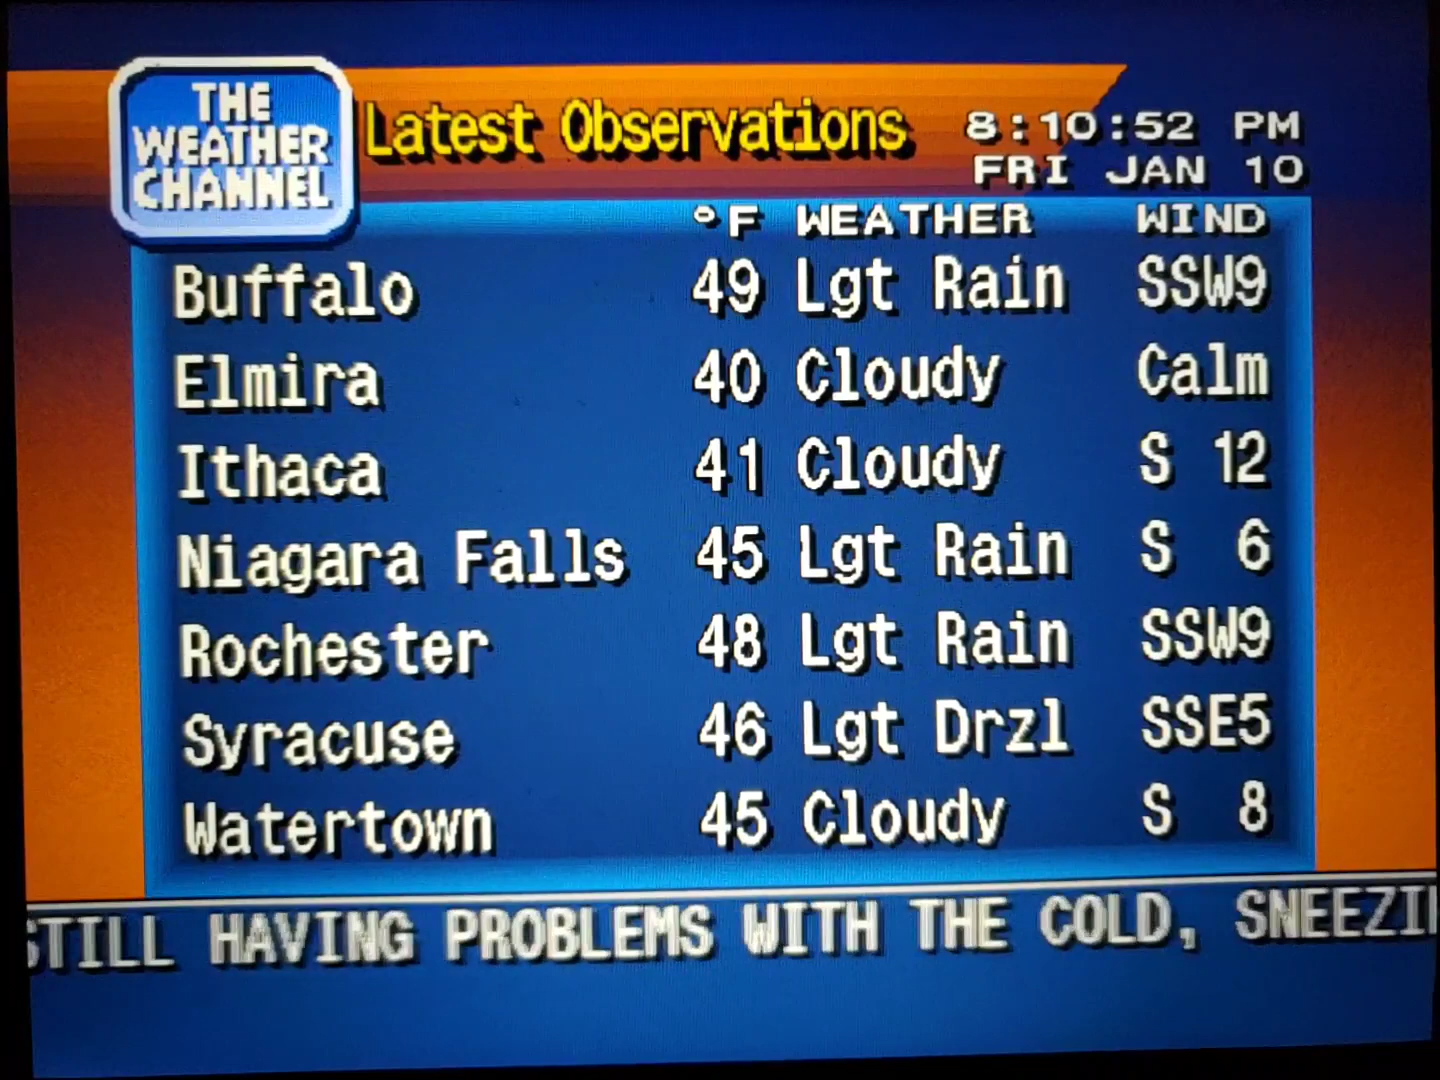 THE
WEATHER
CHANNEL
Latest Observations
8:10:52 PM
FRI JAN 10
°F WEATHER WIND
Buffalo 49 Lgt Rain SSW9
Elmira 40 Cloudy Calm
Ithaca 41 Cloudy S 12
Niagara Falls 45 Lgt Rain S 6
Rochester 48 Lgt Rain SSW9
Syracuse 46 Lgt Drzl SSE5
Watertown 45 Cloudy S 8
STILL HAVING PROBLEMS WITH THE COLD, SNEEZI